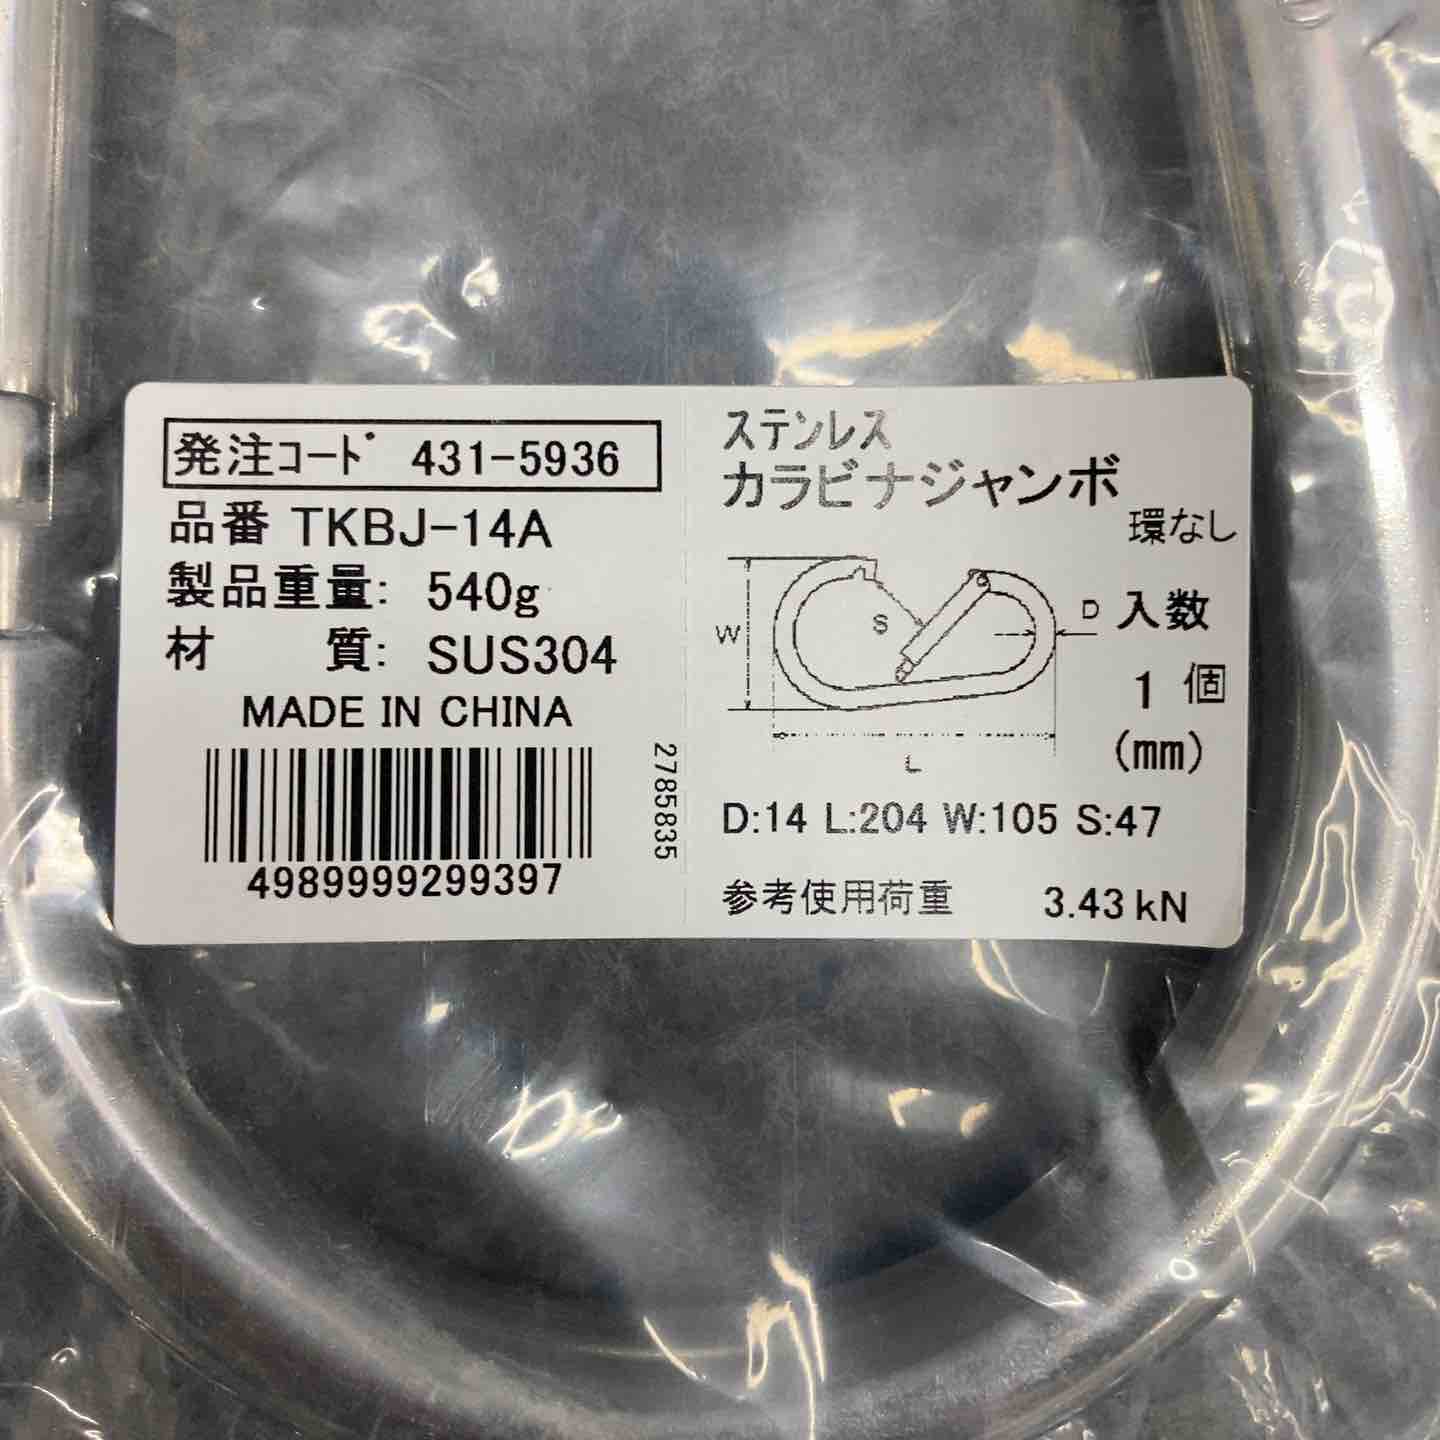 発注コード 431-5936
品番 TKBJ-14A
製品重量: 540g
材 質: SUS304
MADE IN CHINA
4989999299397
2785835
ステンレス
カラビナジャンボ
環なし
W
S
D
L
入数
1 個
(mm)
D:14 L:204 W:105 S:47
参考使用荷重 3.43kN